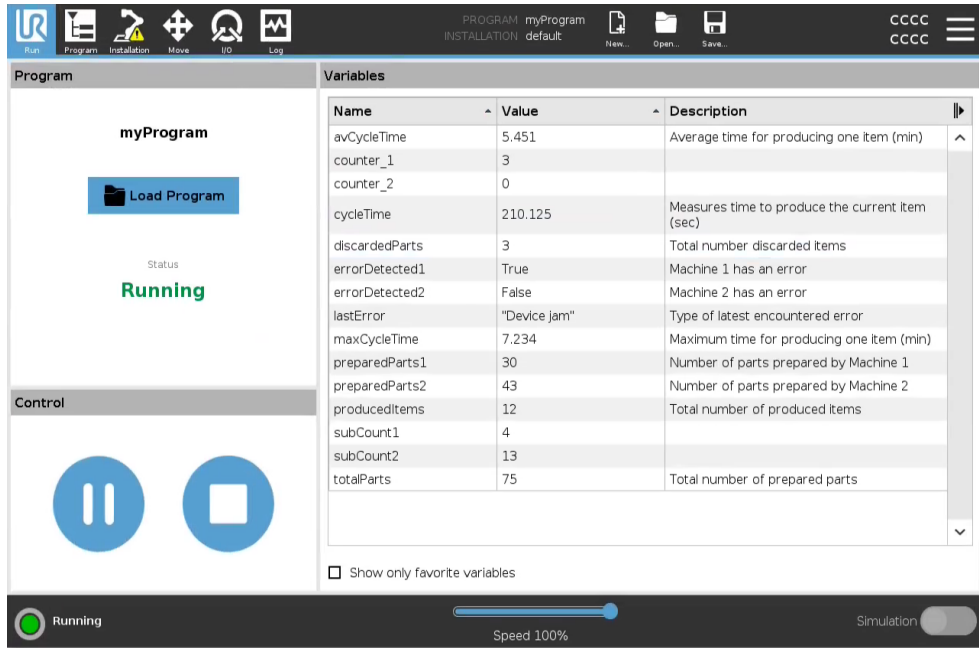 PROGRAM myProgram
INSTALLATION default
UR
Run Program Installation Move I/O Log New... Open... Save...
CCCC
CCCC
Program
myProgram
Load Program
Status
Running
Control
Variables
Name Value Description
avCycleTime 5.451 Average time for producing one item (min)
counter_1 3
counter_2 0
cycleTime 210.125 Measures time to produce the current item
(sec)
discardedParts 3 Total number discarded items
errorDetected1 True Machine 1 has an error
errorDetected2 False Machine 2 has an error
lastError "Device jam" Type of latest encountered error
maxCycleTime 7.234 Maximum time for producing one item (min)
preparedParts1 30 Number of parts prepared by Machine 1
preparedParts2 43 Number of parts prepared by Machine 2
producedItems 12 Total number of produced items
subCount1 4
subCount2 13
totalParts 75 Total number of prepared parts
Show only favorite variables
Running
Speed 100%
Simulation